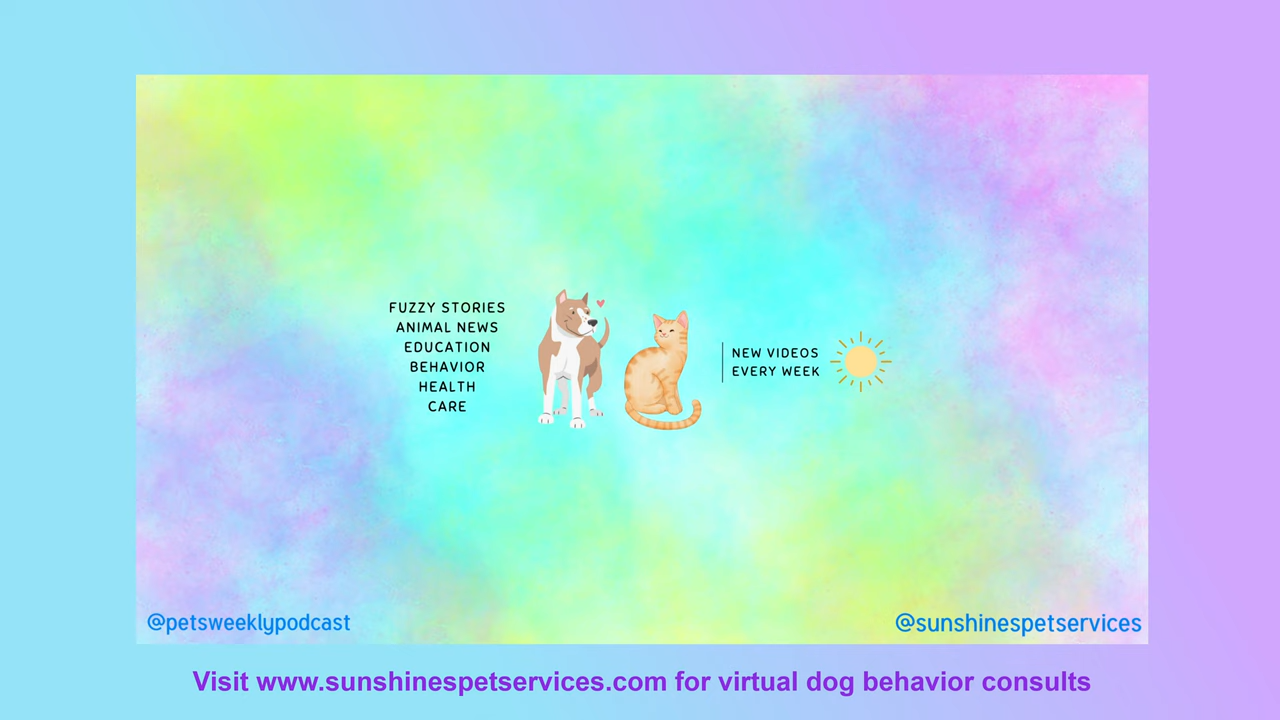 FUZZY STORIES
ANIMAL NEWS
EDUCATION
BEHAVIOR
HEALTH
CARE
NEW VIDEOS
EVERY WEEK
@petsweeklypodcast
@sunshinespetservices
Visit www.sunshinespetservices.com for virtual dog behavior consults